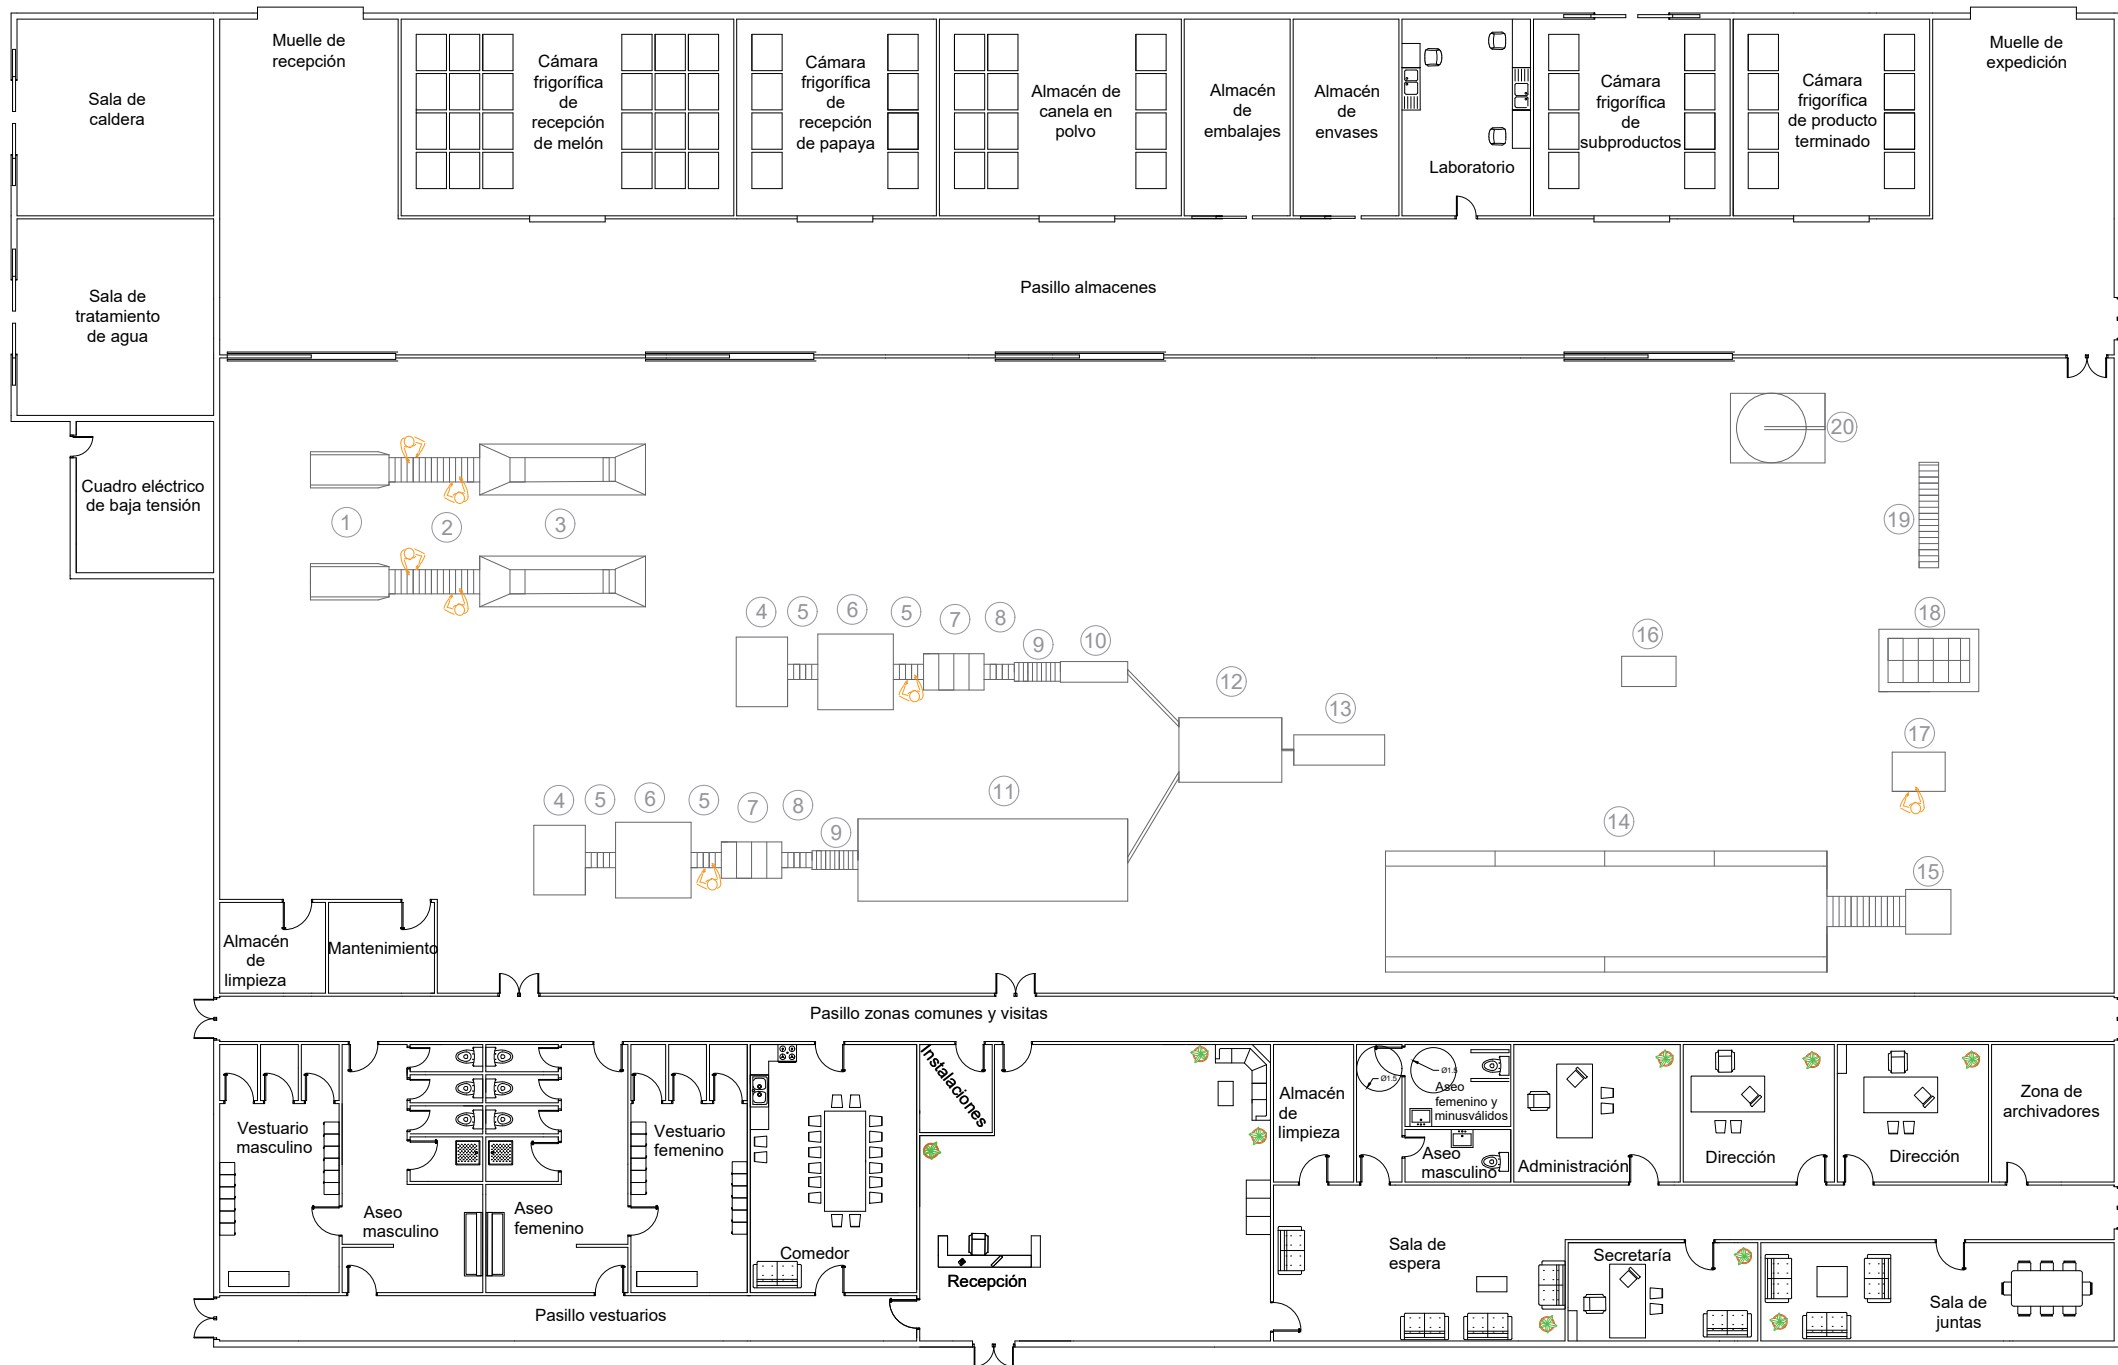 Muelle de
recepción
Cámara
frigorífica
de
recepción
de melón
Cámara
frigorífica
de
recepción
de papaya
Almacén de
canela en
polvo
Almacén
de
embalajes
Almacén
de
envases
Laboratorio
Cámara
frigorífica
de
subproductos
Cámara
frigorífica
de producto
terminado
Muelle de
expedición
Sala de
caldera
Sala de
tratamiento
de agua
Pasillo almacenes
Cuadro eléctrico
de baja tensión
1
2
3
20
19
4
5
6
5
7
8
9
10
12
13
16
18
17
4
5
6
5
7
8
9
11
14
15
Almacén
de
limpieza
Mantenimiento
Pasillo zonas comunes y visitas
Vestuario
masculino
Aseo
masculino
Aseo
femenino
Vestuario
femenino
Comedor
Instalaciones
Recepción
Almacén
de
limpieza
Ø1.5
Ø1.5
Aseo
femenino y
minusválidos
Aseo
masculino
Administración
Dirección
Dirección
Zona de
archivadores
Sala de
espera
Secretaría
Sala de
juntas
Pasillo vestuarios